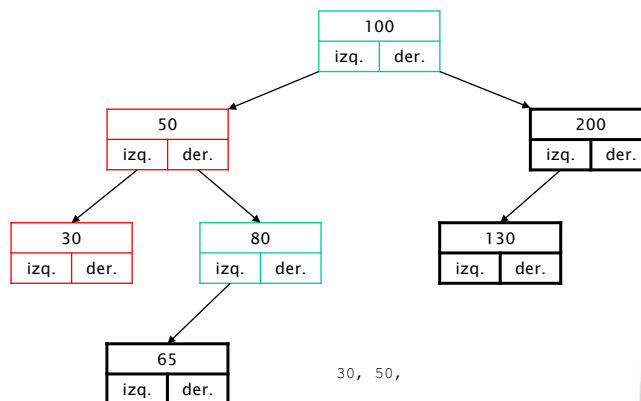 100
izq. der.
50
izq. der.
200
izq. der.
30
izq. der.
80
izq. der.
130
izq. der.
65
izq. der.
30, 50,